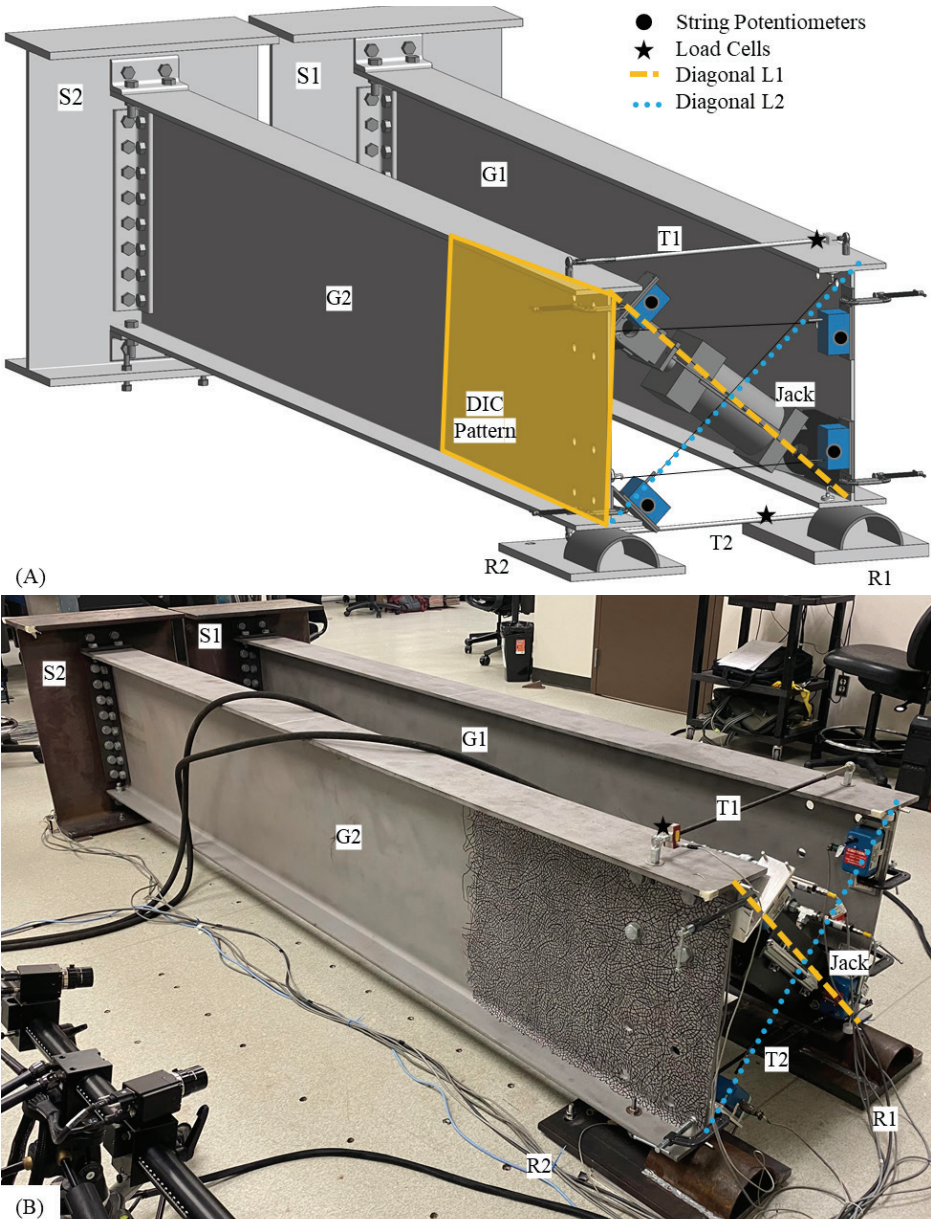 String Potentiometers
Load Cells
Diagonal L1
Diagonal L2
S2
S1
G1
T1
G2
DIC
Pattern
Jack
T2
R2
R1
(A)
S1
S2
G1
T1
G2
Jack
T2
R1
R2
(B)